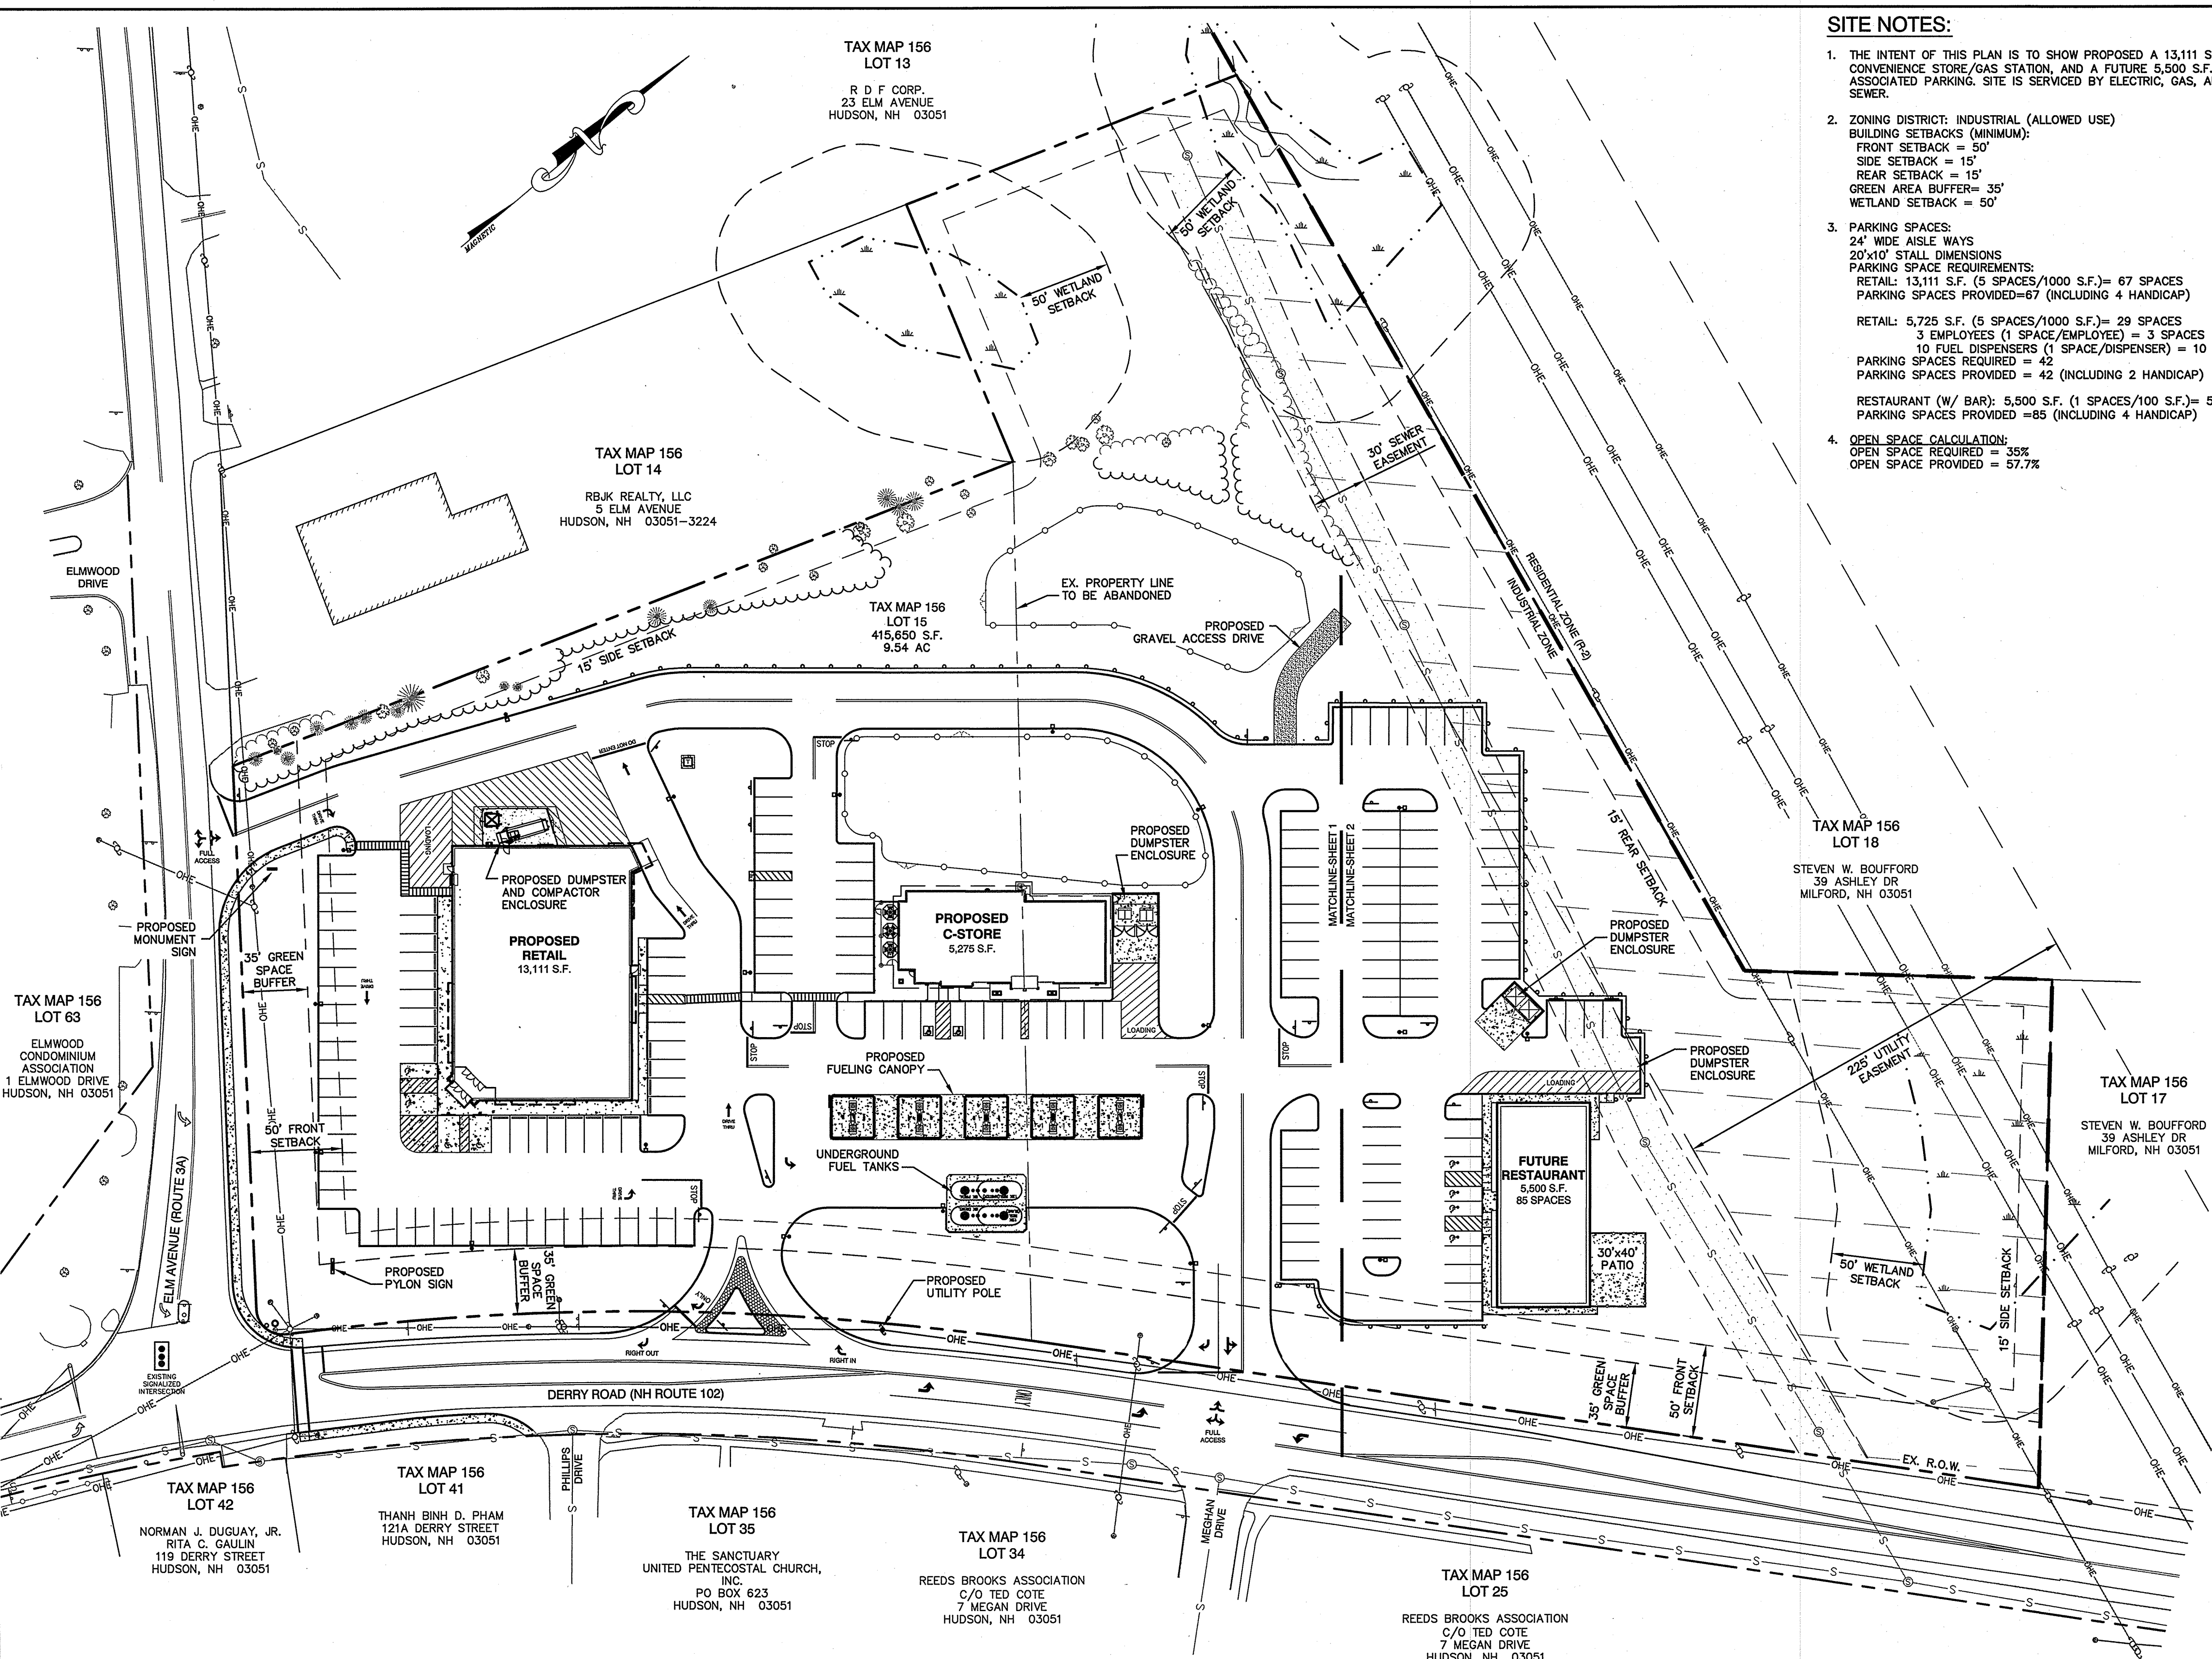 SITE NOTES:
1. THE INTENT OF THIS PLAN IS TO SHOW PROPOSED A 13,111 S
CONVENIENCE STORE/GAS STATION, AND A FUTURE 5,500 S.F.
ASSOCIATED PARKING. SITE IS SERVICED BY ELECTRIC, GAS, A
SEWER.
2. ZONING DISTRICT: INDUSTRIAL (ALLOWED USE)
BUILDING SETBACKS (MINIMUM):
FRONT SETBACK = 50'
SIDE SETBACK = 15'
REAR SETBACK = 15'
GREEN AREA BUFFER= 35'
WETLAND SETBACK = 50'
3. PARKING SPACES:
24' WIDE AISLE WAYS
20'x10' STALL DIMENSIONS
PARKING SPACE REQUIREMENTS:
RETAIL: 13,111 S.F. (5 SPACES/1000 S.F.)= 67 SPACES
PARKING SPACES PROVIDED=67 (INCLUDING 4 HANDICAP)
RETAIL: 5,725 S.F. (5 SPACES/1000 S.F.)= 29 SPACES
3 EMPLOYEES (1 SPACE/EMPLOYEE) = 3 SPACES
10 FUEL DISPENSERS (1 SPACE/DISPENSER) = 10
PARKING SPACES REQUIRED = 42
PARKING SPACES PROVIDED = 42 (INCLUDING 2 HANDICAP)
RESTAURANT (W/ BAR): 5,500 S.F. (1 SPACES/100 S.F.)= 5
PARKING SPACES PROVIDED =85 (INCLUDING 4 HANDICAP)
4. OPEN SPACE CALCULATION:
OPEN SPACE REQUIRED = 35%
OPEN SPACE PROVIDED = 57.7%
TAX MAP 156
LOT 13
R D F CORP.
23 ELM AVENUE
HUDSON, NH 03051
MAGNETIC
50' WETLAND
SETBACK
50' WETLAND
SETBACK
30' SEWER
EASEMENT
TAX MAP 156
LOT 14
RBJK REALTY, LLC
5 ELM AVENUE
HUDSON, NH 03051-3224
ELMWOOD
DRIVE
15' SIDE SETBACK
EX. PROPERTY LINE
TO BE ABANDONED
TAX MAP 156
LOT 15
415,650 S.F.
9.54 AC
PROPOSED
GRAVEL ACCESS DRIVE
RESIDENTIAL ZONE (R-2)
INDUSTRIAL ZONE
DO NOT ENTER
STOP
15' REAR SETBACK
TAX MAP 156
LOT 18
STEVEN W. BOUFFORD
39 ASHLEY DR
MILFORD, NH 03051
FULL
ACCESS
LOADING
PROPOSED DUMPSTER
AND COMPACTOR
ENCLOSURE
PROPOSED
DUMPSTER
ENCLOSURE
MATCHLINE-SHEET 1
MATCHLINE-SHEET 2
PROPOSED
MONUMENT
SIGN
35' GREEN
SPACE
BUFFER
DRIVE
THRU
PROPOSED
RETAIL
13,111 S.F.
DRIVE
THRU
PROPOSED
C-STORE
5,275 S.F.
PROPOSED
DUMPSTER
ENCLOSURE
TAX MAP 156
LOT 63
ELMWOOD
CONDOMINIUM
ASSOCIATION
1 ELMWOOD DRIVE
HUDSON, NH 03051
STOP
STOP
LOADING
STOP
PROPOSED
FUELING CANOPY
STOP
LOADING
PROPOSED
DUMPSTER
ENCLOSURE
225' UTILITY
EASEMENT
TAX MAP 156
LOT 17
STEVEN W. BOUFFORD
39 ASHLEY DR
MILFORD, NH 03051
50' FRONT
SETBACK
DRIVE
THRU
UNDERGROUND
FUEL TANKS
FUTURE
RESTAURANT
5,500 S.F.
85 SPACES
DRIVE
THRU
STOP
STOP
ELM AVENUE (ROUTE 3A)
PROPOSED
PYLON SIGN
35' GREEN
SPACE
BUFFER
ONLY
PROPOSED
UTILITY POLE
30'x40'
PATIO
50' WETLAND
SETBACK
15' SIDE SETBACK
EXISTING
SIGNALIZED
INTERSECTION
RIGHT OUT
RIGHT IN
DERRY ROAD (NH ROUTE 102)
ONLY
FULL
ACCESS
35' GREEN
SPACE
BUFFER
50' FRONT
SETBACK
EX. R.O.W.
PHILLIPS
DRIVE
MEGHAN
DRIVE
TAX MAP 156
LOT 42
NORMAN J. DUGUAY, JR.
RITA C. GAULIN
119 DERRY STREET
HUDSON, NH 03051
TAX MAP 156
LOT 41
THANH BINH D. PHAM
121A DERRY STREET
HUDSON, NH 03051
TAX MAP 156
LOT 35
THE SANCTUARY
UNITED PENTECOSTAL CHURCH,
INC.
PO BOX 623
HUDSON, NH 03051
TAX MAP 156
LOT 34
REEDS BROOKS ASSOCIATION
C/O TED COTE
7 MEGAN DRIVE
HUDSON, NH 03051
TAX MAP 156
LOT 25
REEDS BROOKS ASSOCIATION
C/O TED COTE
7 MEGAN DRIVE
HUDSON, NH 03051
OHE
S